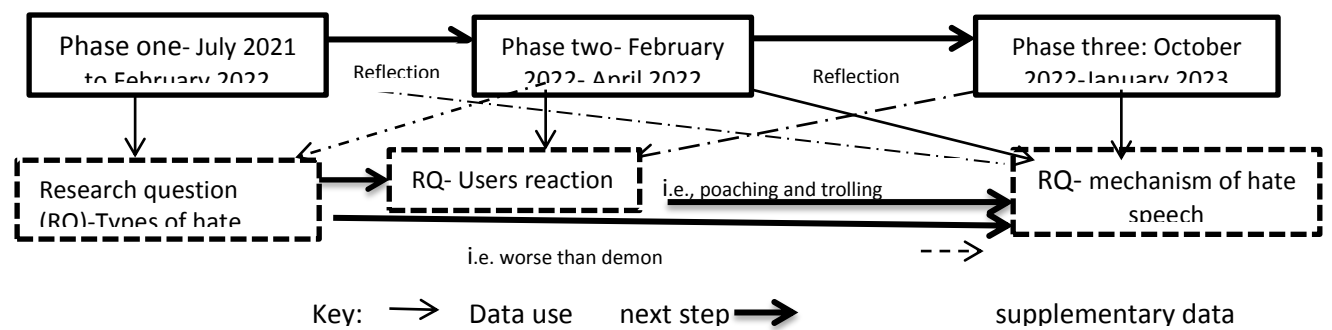 Phase one- July 2021
to February 2022
Phase two- February
2022- April 2022
Phase three: October
2022-January 2023
Reflection
Reflection
Research question
(RQ)-Types of hate
RQ- Users reaction
i.e., poaching and trolling
RQ- mechanism of hate
speech
i.e. worse than demon
Key: Data use next step supplementary data